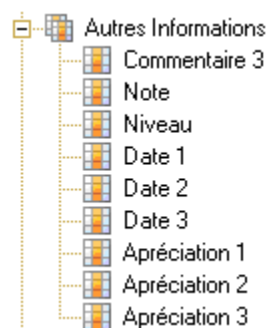 Autres Informations
Commentaire 3
Note
Niveau
Date 1
Date 2
Date 3
Apréciation 1
Apréciation 2
Apréciation 3